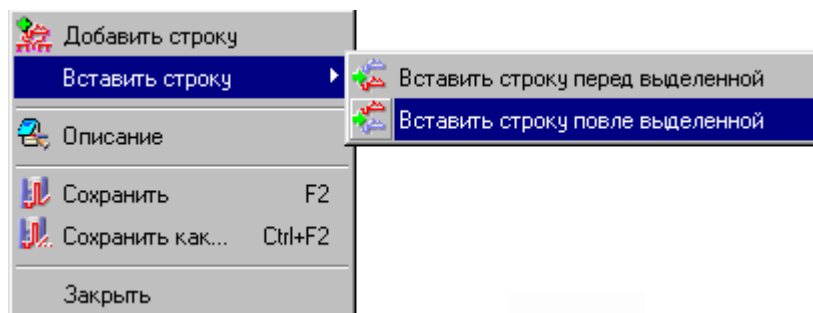 Добавить строку
Вставить строку
Вставить строку перед выделенной
Вставить строку повле выделенной
Описание
Сохранить F2
Сохранить как... Ctrl+F2
Закрыть